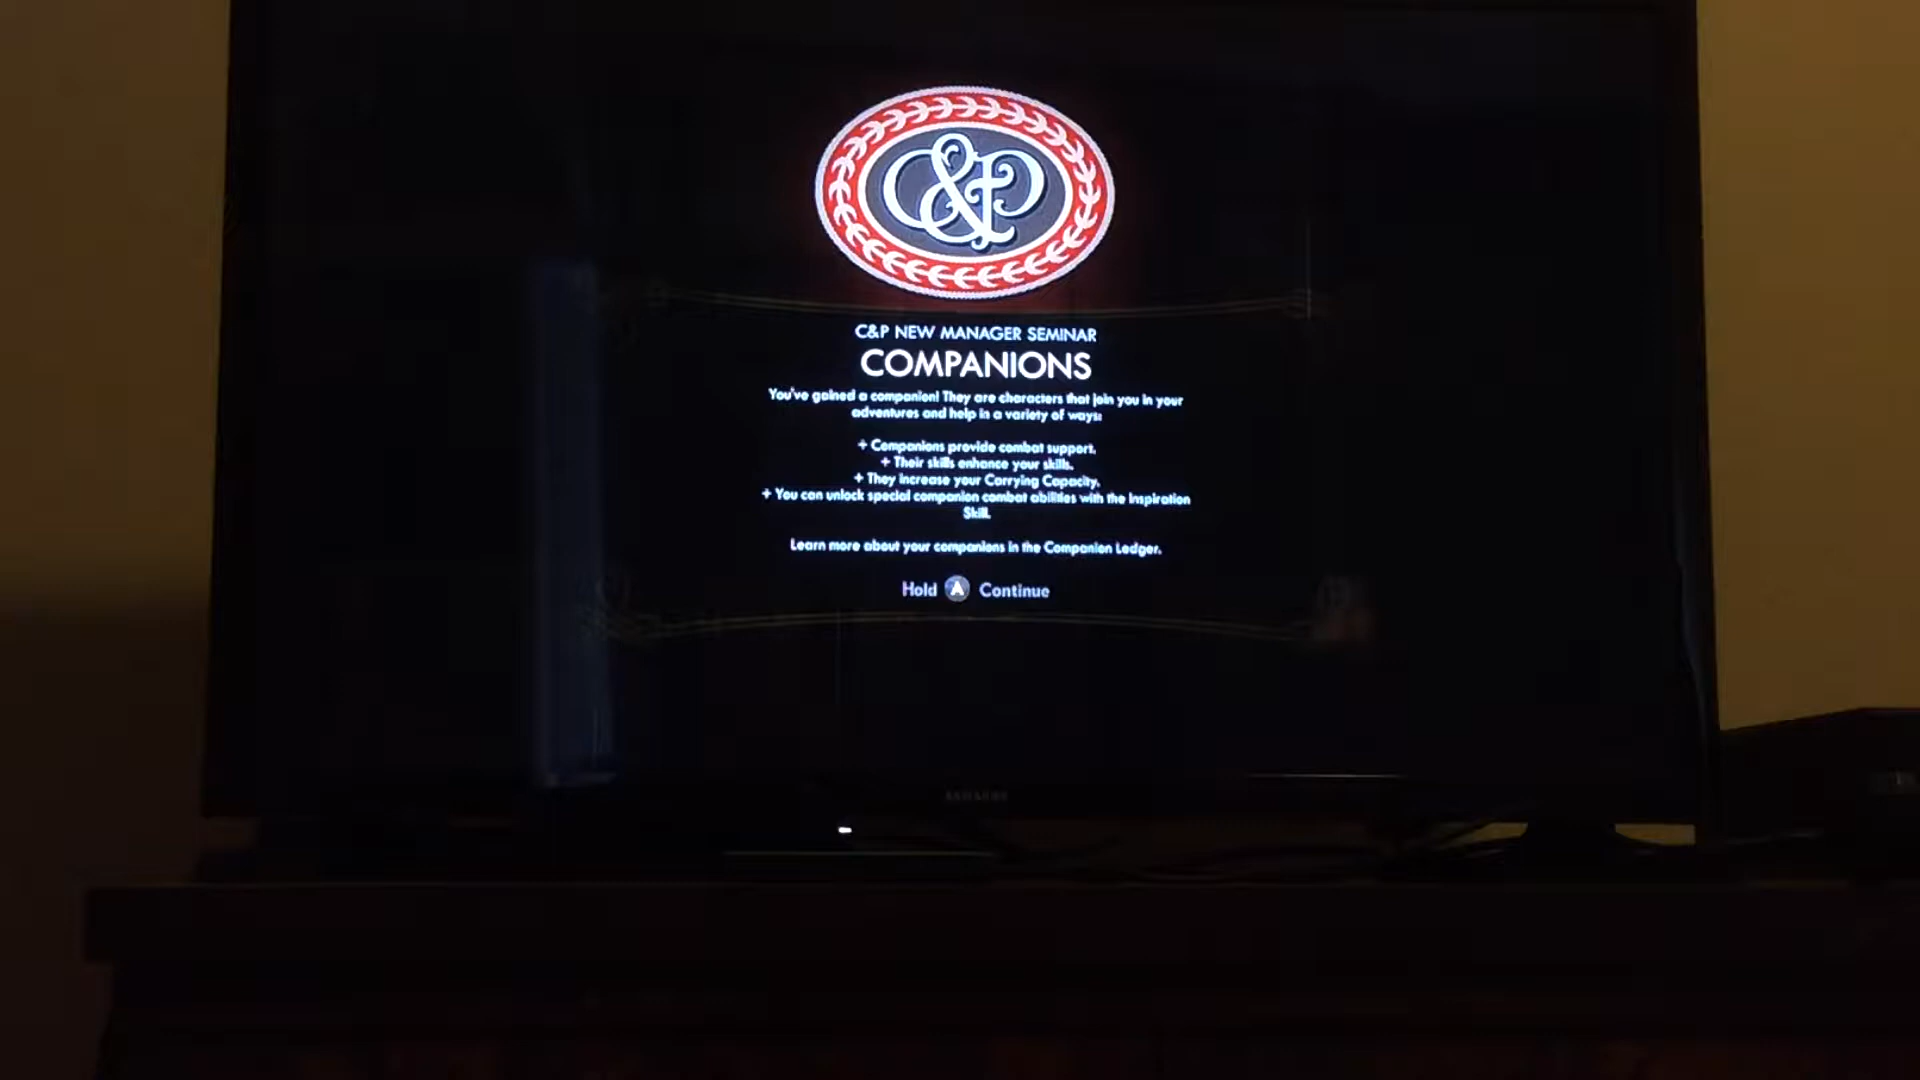 C&P
C&P NEW MANAGER SEMINAR
COMPANIONS
You've gained a companion! They are characters that join you in your
adventures and help in a variety of ways:
+ Companions provide combat support.
+ Their skills enhance your skills.
+ They increase your Carrying Capacity.
+ You can unlock special companion combat abilities with the Inspiration
Skill.
Learn more about your companions in the Companion Ledger.
Hold A Continue
SAMSUNG